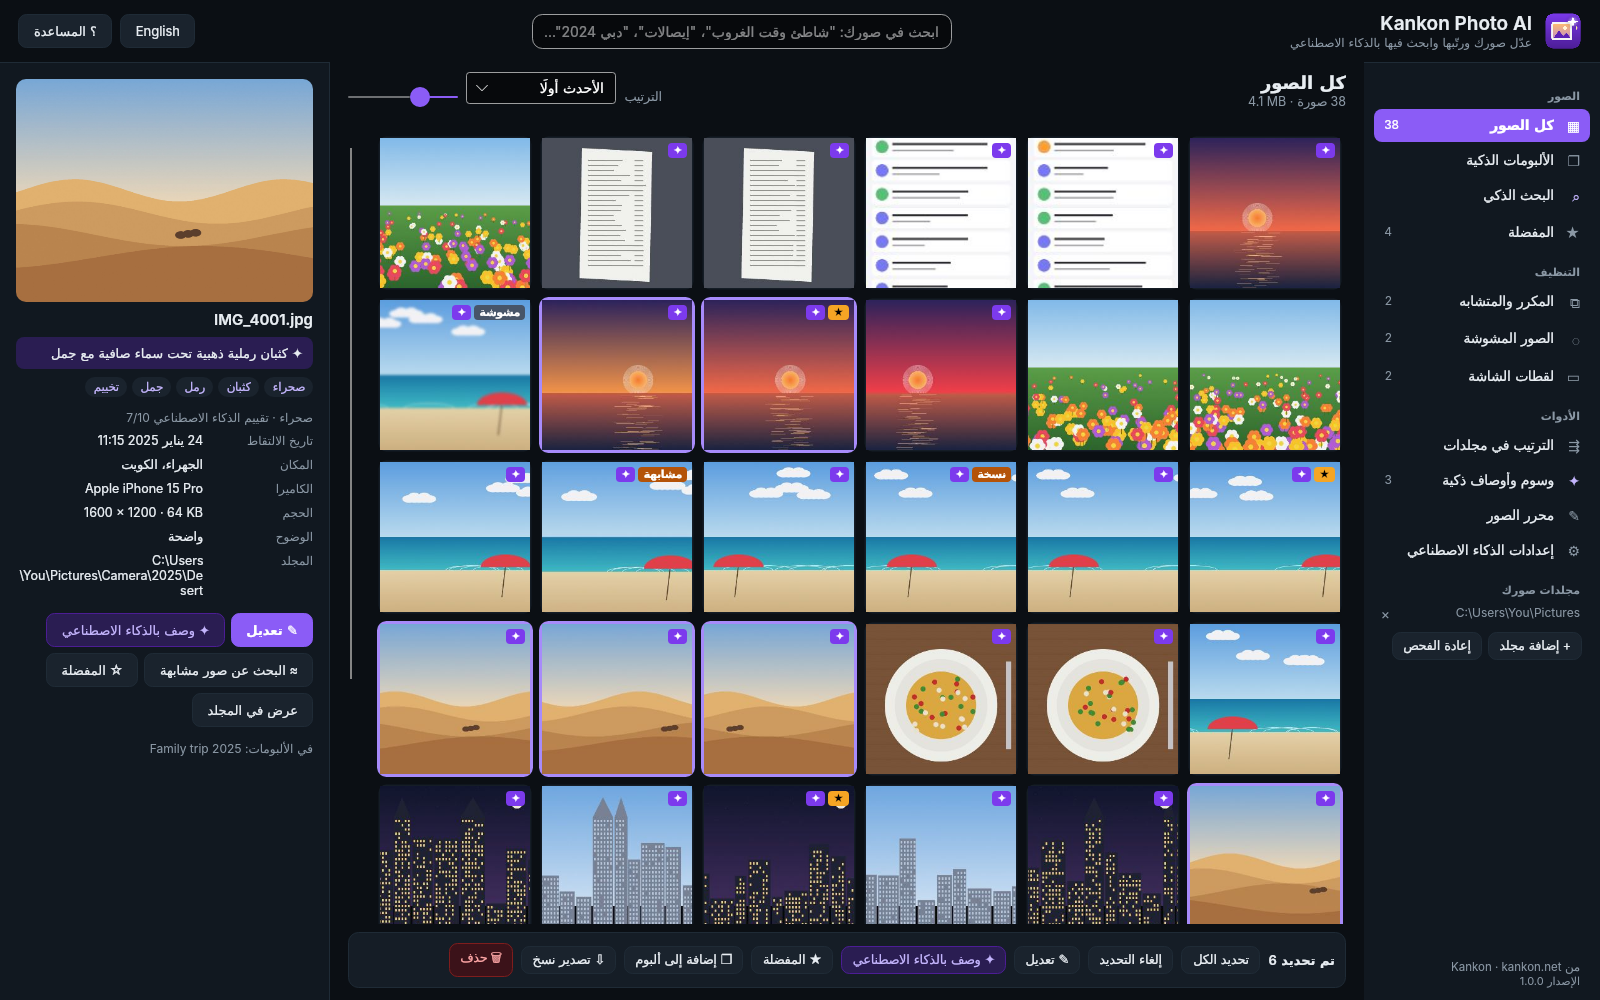 Kankon Photo AI
عدّل صورك ورتّبها وابحث فيها بالذكاء الاصطناعي
ابحث في صورك: "شاطئ وقت الغروب"، "إيصالات"، "دبي 2024"...
English
؟ المساعدة
الصور
كل الصور 38
الألبومات الذكية
البحث الذكي
المفضلة 4
التنظيف
المكرر والمتشابه 2
الصور المشوشة 2
لقطات الشاشة 2
الأدوات
الترتيب في مجلدات
وسوم وأوصاف ذكية 3
محرر الصور
إعدادات الذكاء الاصطناعي
مجلدات صورك
C:\Users\You\Pictures ×
+ إضافة مجلد
إعادة الفحص
من Kankon · kankon.net
الإصدار 1.0.0
كل الصور
38 صورة · 4.1 MB
الترتيب
الأحدث أولًا
مشوشة
نسخة
مشابهة
تم تحديد 6
تحديد الكل
إلغاء التحديد
✎ تعديل
✦ وصف بالذكاء الاصطناعي
★ المفضلة
❐ إضافة إلى ألبوم
⇩ تصدير نسخ
🗑 حذف
IMG_4001.jpg
✦ كثبان رملية ذهبية تحت سماء صافية مع جمل
صحراء
كثبان
رمل
جمل
تخييم
صحراء · تقييم الذكاء الاصطناعي 7/10
تاريخ الالتقاط 24 يناير 2025 11:15
المكان الجهراء، الكويت
الكاميرا Apple iPhone 15 Pro
الحجم 1600 × 1200 · 64 KB
الوضوح واضحة
المجلد C:\Users
\You\Pictures\Camera\2025\De
sert
✎ تعديل
✦ وصف بالذكاء الاصطناعي
≈ البحث عن صور مشابهة
☆ المفضلة
عرض في المجلد
في الألبومات: Family trip 2025